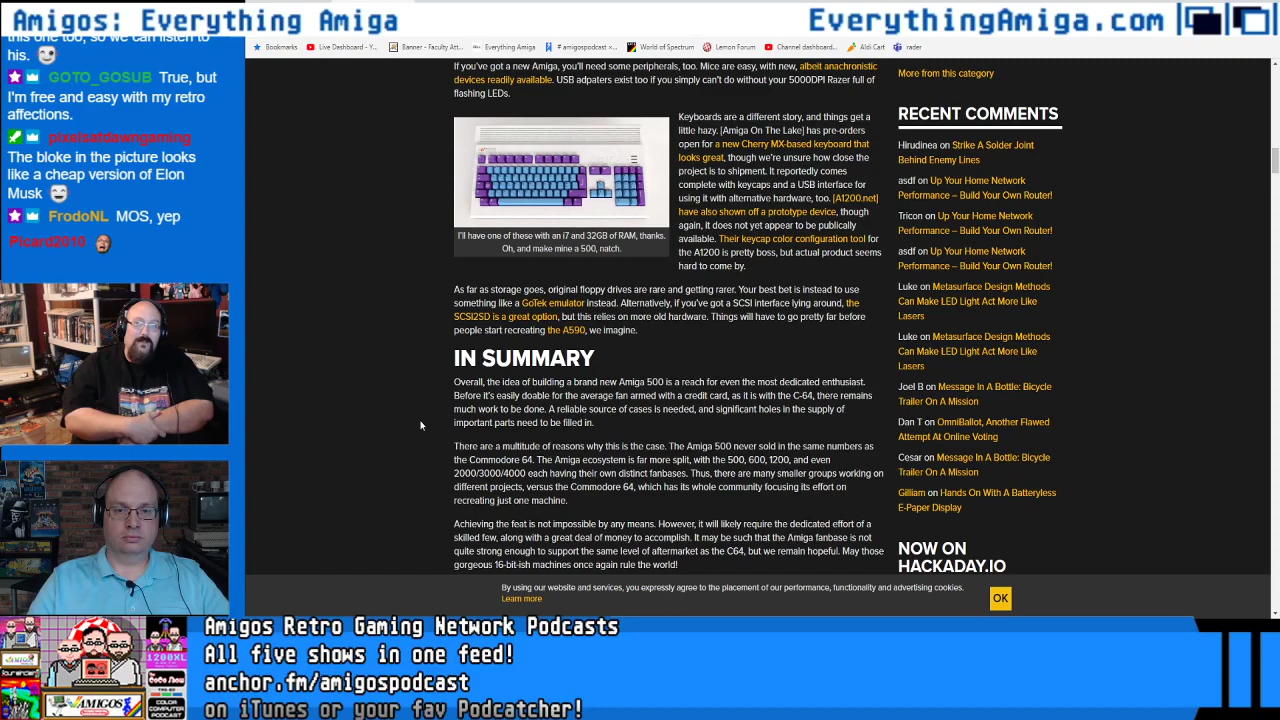 Amigos: Everything Amiga
EverythingAmiga.com
this one too, so we can listen to
his.
GOTO_GOSUB True, but
I'm free and easy with my retro
affections.
pixelsatdawngaming
The bloke in the picture looks
like a cheap version of Elon
Musk
FrodoNL MOS, yep
Picard2010
Bookmarks
Live Dashboard - Y...
Banner - Faculty Att...
Everything Amiga
# amigospodcast × ...
World of Spectrum
Lemon Forum
Channel dashboard...
Aldi Cart
rader
If you've got a new Amiga, you'll need some peripherals, too. Mice are easy, with new, albeit anachronistic
devices readily available. USB adpaters exist too if you simply can't do without your 5000DPI Razer full of
flashing LEDs.
Keyboards are a different story, and things get a
little hazy. [Amiga On The Lake] has pre-orders
open for a new Cherry MX-based keyboard that
looks great, though we're unsure how close the
project is to shipment. It reportedly comes
complete with keycaps and a USB interface for
using it with alternative hardware, too. [A1200.net]
have also shown off a prototype device, though
again, it does not yet appear to be publically
available. Their keycap color configuration tool for
the A1200 is pretty boss, but actual product seems
hard to come by.
I'll have one of these with an i7 and 32GB of RAM, thanks.
Oh, and make mine a 500, natch.
As far as storage goes, original floppy drives are rare and getting rarer. Your best bet is instead to use
something like a GoTek emulator instead. Alternatively, if you've got a SCSI interface lying around, the
SCSI2SD is a great option, but this relies on more old hardware. Things will have to go pretty far before
people start recreating the A590, we imagine.
IN SUMMARY
Overall, the idea of building a brand new Amiga 500 is a reach for even the most dedicated enthusiast.
Before it's easily doable for the average fan armed with a credit card, as it is with the C-64, there remains
much work to be done. A reliable source of cases is needed, and significant holes in the supply of
important parts need to be filled in.
There are a multitude of reasons why this is the case. The Amiga 500 never sold in the same numbers as
the Commodore 64. The Amiga ecosystem is far more split, with the 500, 600, 1200, and even
2000/3000/4000 each having their own distinct fanbases. Thus, there are many smaller groups working on
different projects, versus the Commodore 64, which has its whole community focusing its effort on
recreating just one machine.
Achieving the feat is not impossible by any means. However, it will likely require the dedicated effort of a
skilled few, along with a great deal of money to accomplish. It may be such that the Amiga fanbase is not
quite strong enough to support the same level of aftermarket as the C64, but we remain hopeful. May those
gorgeous 16-bit-ish machines once again rule the world!
More from this category
RECENT COMMENTS
Hirudinea on Strike A Solder Joint
Behind Enemy Lines
asdf on Up Your Home Network
Performance – Build Your Own Router!
Tricon on Up Your Home Network
Performance – Build Your Own Router!
asdf on Up Your Home Network
Performance – Build Your Own Router!
Luke on Metasurface Design Methods
Can Make LED Light Act More Like
Lasers
Luke on Metasurface Design Methods
Can Make LED Light Act More Like
Lasers
Joel B on Message In A Bottle: Bicycle
Trailer On A Mission
Dan T on OmniBallot, Another Flawed
Attempt At Online Voting
Cesar on Message In A Bottle: Bicycle
Trailer On A Mission
Gilliam on Hands On With A Batteryless
E-Paper Display
NOW ON
HACKADAY.IO
By using our website and services, you expressly agree to the placement of our performance, functionality and advertising cookies.
Learn more
OK
Amigos Retro Gaming Network Podcasts
All five shows in one feed!
anchor.fm/amigospodcast
on iTunes or your fav Podcatcher!
1200XL
AMIGOS
COLOR
COMPUTER
PODCAST